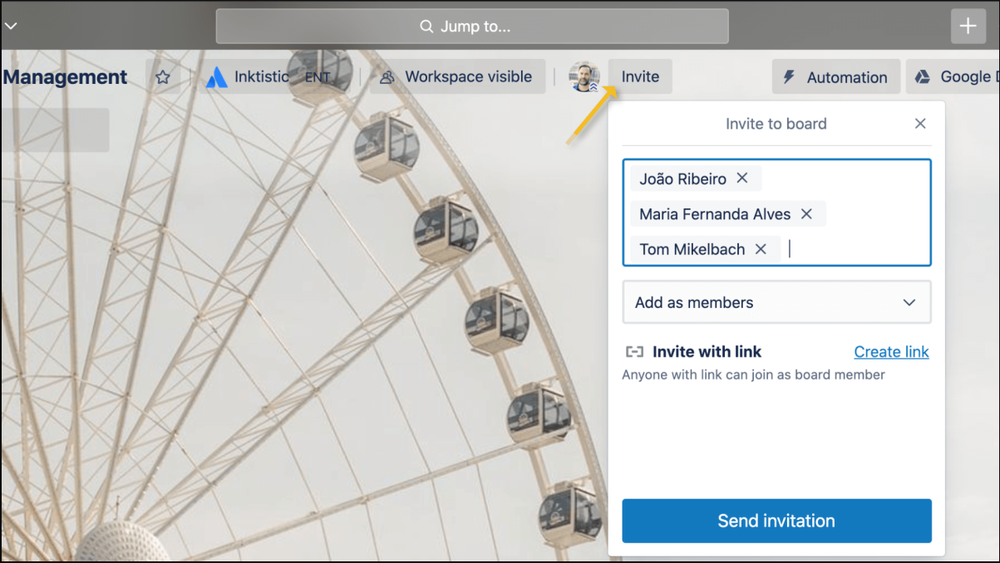 Jump to...
Management
Inktistic ENT
Workspace visible
Invite
Automation
Google
Invite to board
João Ribeiro
Maria Fernanda Alves
Tom Mikelbach
Add as members
Invite with link
Create link
Anyone with link can join as board member
Send invitation